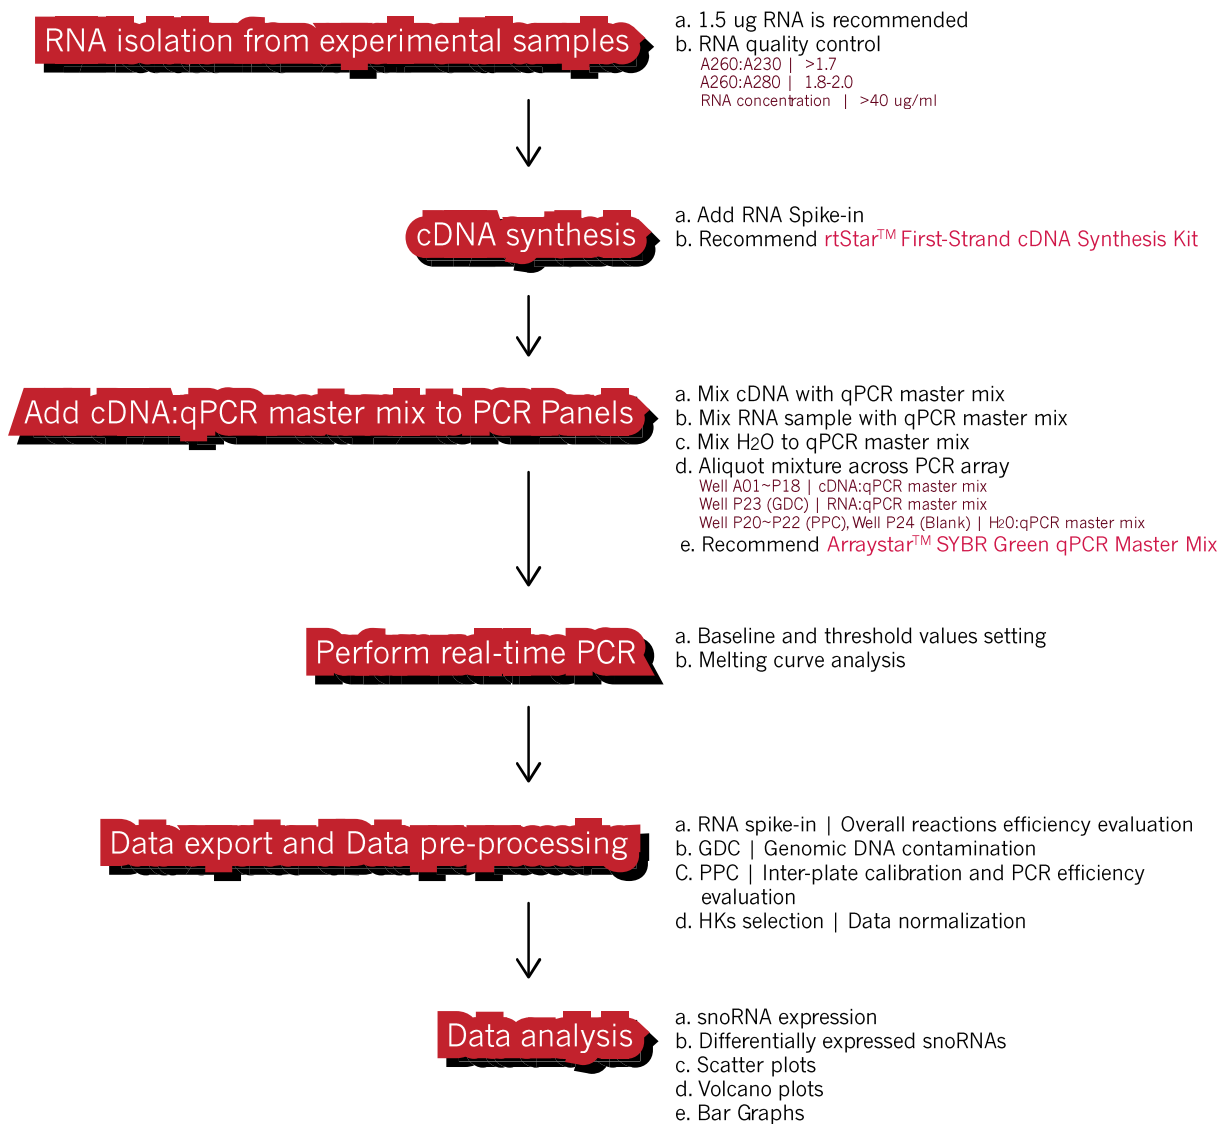 RNA isolation from experimental samples
a. 1.5 ug RNA is recommended
b. RNA quality control
A260:A230 | >1.7
A260:A280 | 1.8-2.0
RNA concentration | >40 ug/ml
cDNA synthesis
a. Add RNA Spike-in
b. Recommend rtStar™ First-Strand cDNA Synthesis Kit
Add cDNA:qPCR master mix to PCR Panels
a. Mix cDNA with qPCR master mix
b. Mix RNA sample with qPCR master mix
c. Mix H2O to qPCR master mix
d. Aliquot mixture across PCR array
Well A01~P18 | cDNA:qPCR master mix
Well P23 (GDC) | RNA:qPCR master mix
Well P20~P22 (PPC), Well P24 (Blank) | H2O:qPCR master mix
e. Recommend Arraystar™ SYBR Green qPCR Master Mix
Perform real-time PCR
a. Baseline and threshold values setting
b. Melting curve analysis
Data export and Data pre-processing
a. RNA spike-in | Overall reactions efficiency evaluation
b. GDC | Genomic DNA contamination
C. PPC | Inter-plate calibration and PCR efficiency
evaluation
d. HKs selection | Data normalization
Data analysis
a. snoRNA expression
b. Differentially expressed snoRNAs
c. Scatter plots
d. Volcano plots
e. Bar Graphs